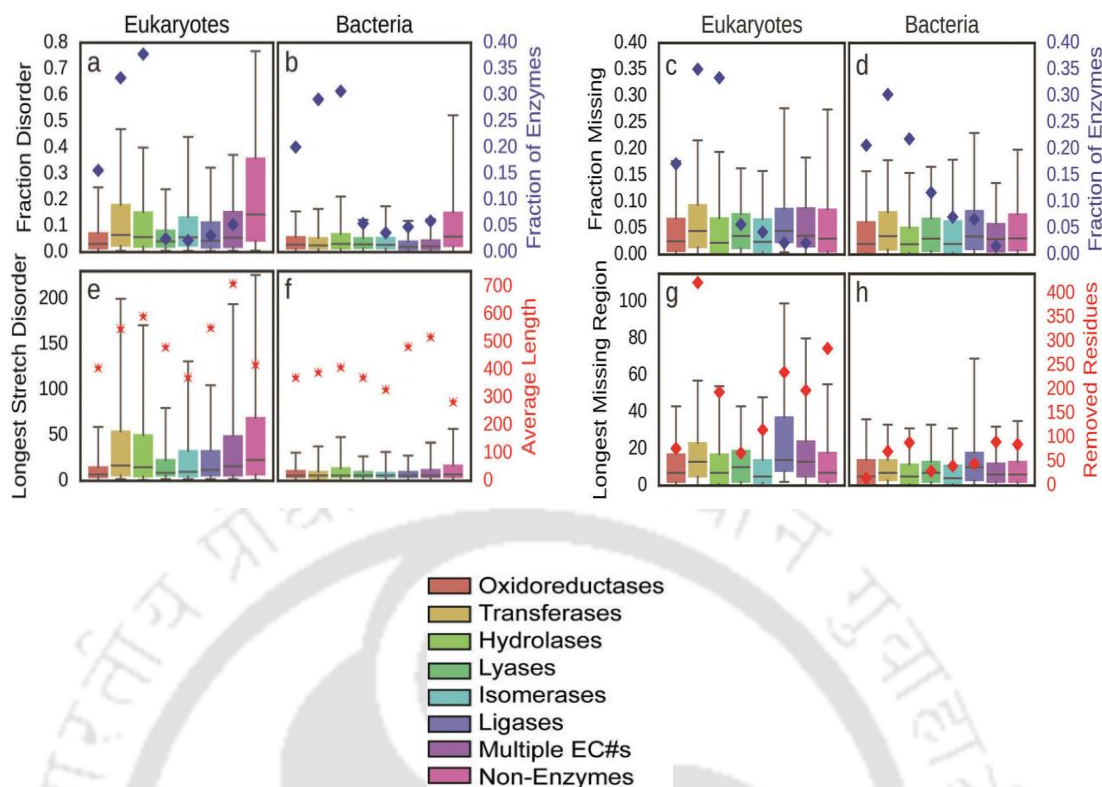 Eukaryotes Bacteria
Fraction Disorder
0.8
0.7
0.6
0.5
0.4
0.3
0.2
0.1
0.0
a
b
0.40
0.35
0.30
0.25
0.20
0.15
0.10
0.05
0.00
Fraction of Enzymes
Longest Stretch Disorder
200
150
100
50
0
e
f
700
600
500
400
300
200
100
0
Average Length
Eukaryotes Bacteria
Fraction Missing
0.40
0.35
0.30
0.25
0.20
0.15
0.10
0.05
0.00
c
d
0.40
0.35
0.30
0.25
0.20
0.15
0.10
0.05
0.00
Fraction of Enzymes
Longest Missing Region
100
80
60
40
20
0
g
h
400
350
300
250
200
150
100
50
0
Removed Residues
Oxidoreductases
Transferases
Hydrolases
Lyases
Isomerases
Ligases
Multiple EC#s
Non-Enzymes